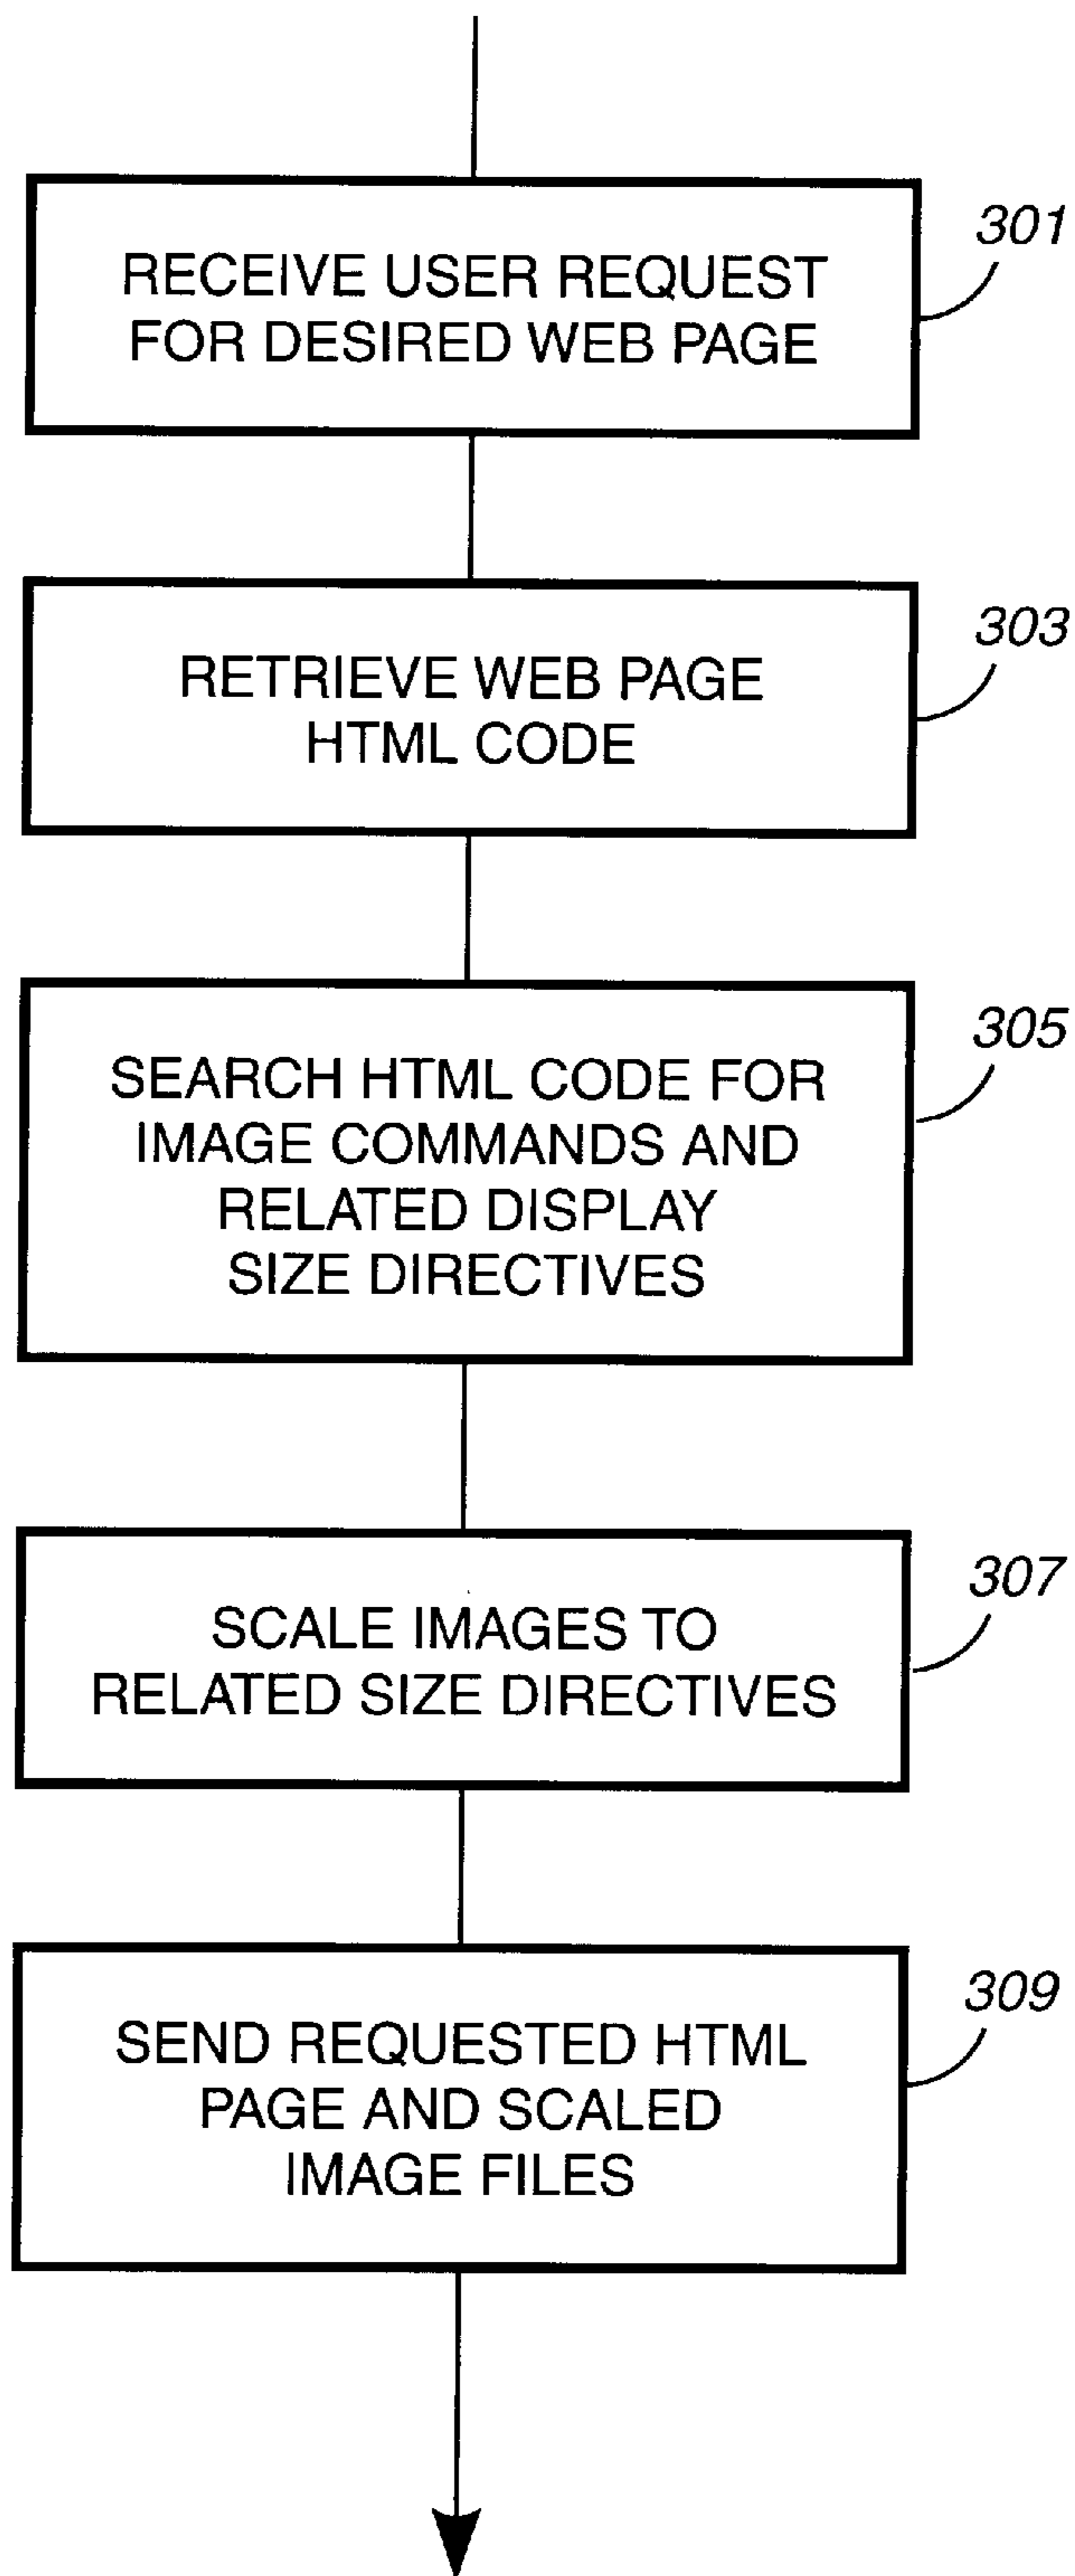 301
RECEIVE USER REQUEST
FOR DESIRED WEB PAGE
303
RETRIEVE WEB PAGE
HTML CODE
305
SEARCH HTML CODE FOR
IMAGE COMMANDS AND
RELATED DISPLAY
SIZE DIRECTIVES
307
SCALE IMAGES TO
RELATED SIZE DIRECTIVES
309
SEND REQUESTED HTML
PAGE AND SCALED
IMAGE FILES